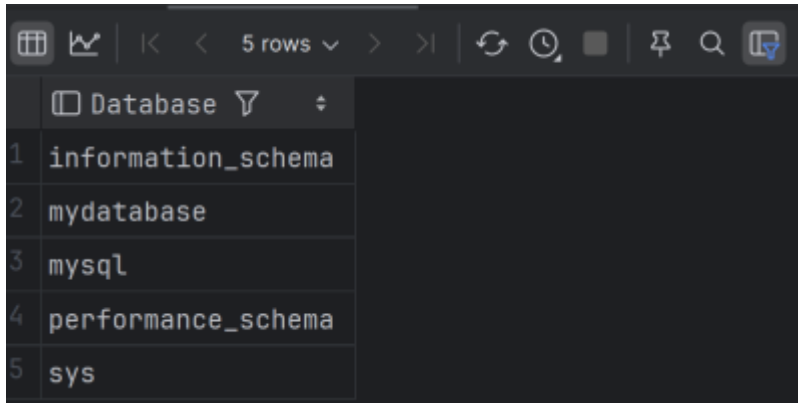 5 rows
Database
1 information_schema
2 mydatabase
3 mysql
4 performance_schema
5 sys